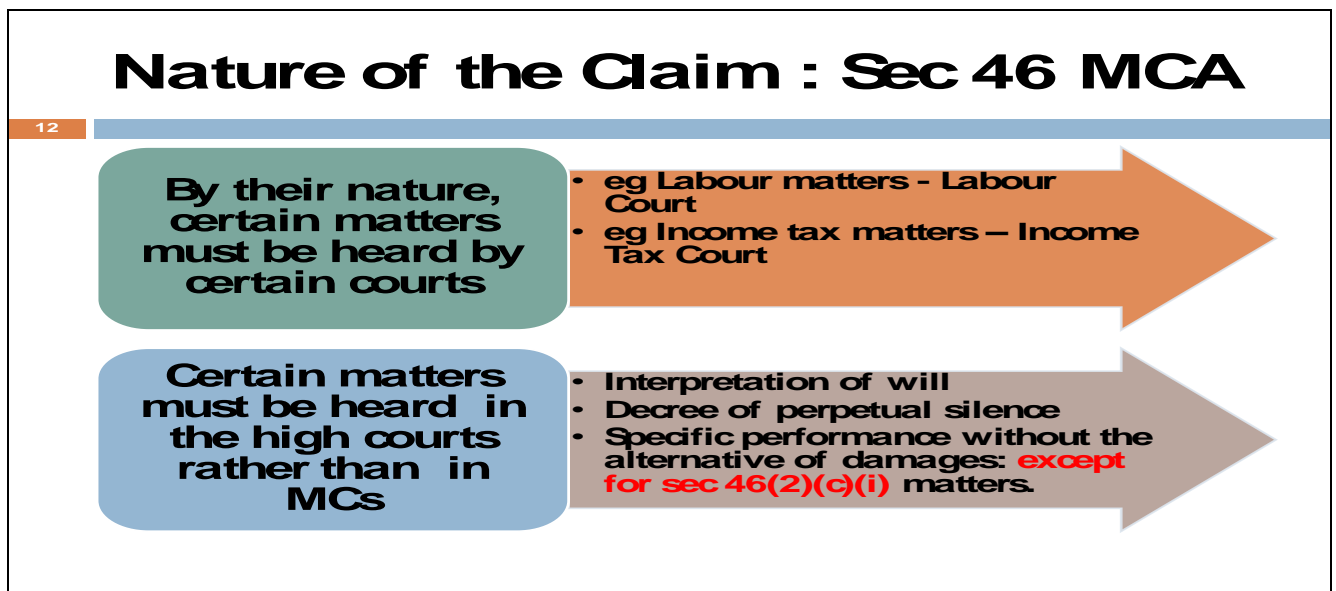 Nature of the Claim : Sec 46 MCA
12
By their nature,
certain matters
must be heard by
certain courts
• eg Labour matters - Labour
Court
• eg Income tax matters – Income
Tax Court
Certain matters
must be heard in
the high courts
rather than in
MCs
• Interpretation of will
• Decree of perpetual silence
• Specific performance without the
alternative of damages: except
for sec 46(2)(c)(i) matters.